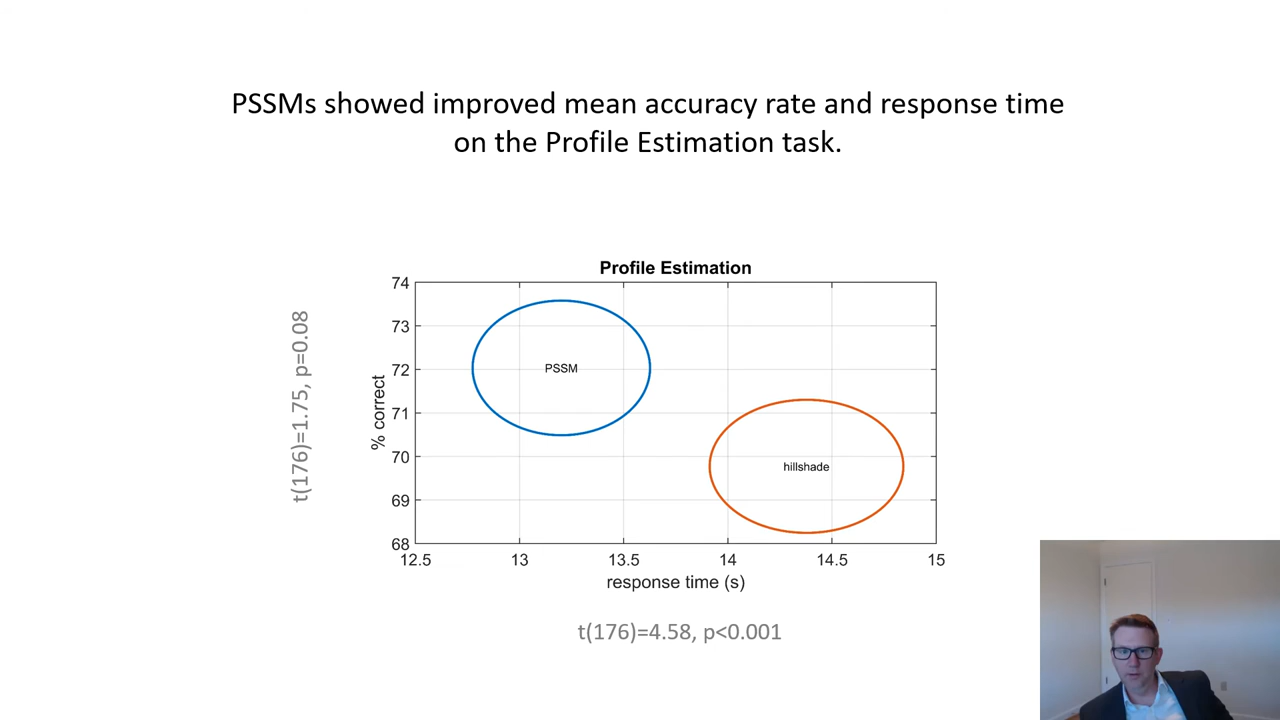 PSSMs showed improved mean accuracy rate and response time
on the Profile Estimation task.
Profile Estimation
74
73
72
71
70
69
68
% correct
t(176)=1.75, p=0.08
PSSM
hillshade
12.5
13
13.5
14
14.5
15
response time (s)
t(176)=4.58, p<0.001